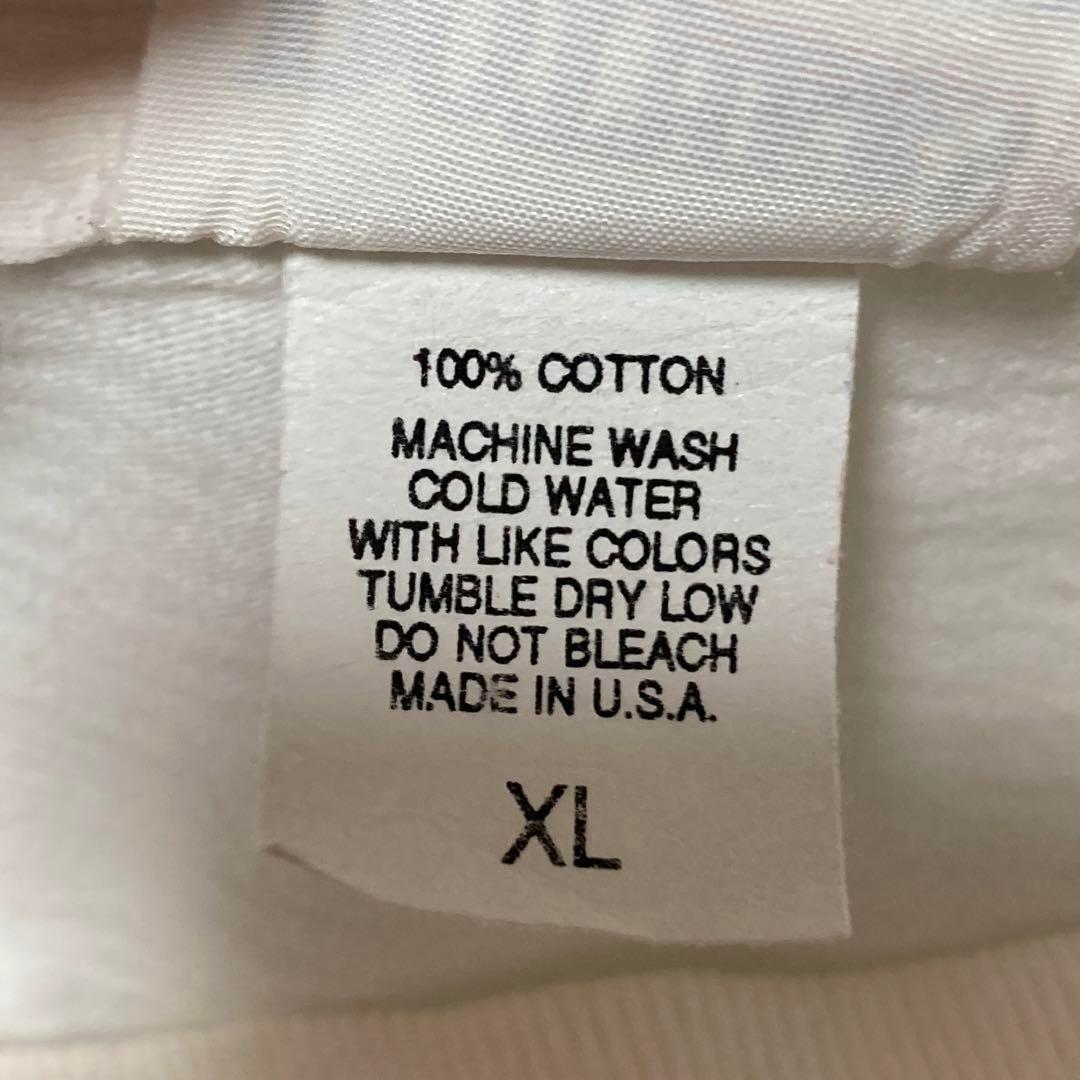 100% COTTON
MACHINE WASH
COLD WATER
WITH LIKE COLORS
TUMBLE DRY LOW
DO NOT BLEACH
MADE IN U.S.A.
XL